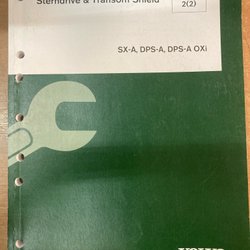 Sterndrive & Transom Shield
2(2)
SX-A, DPS-A, DPS-A OXi